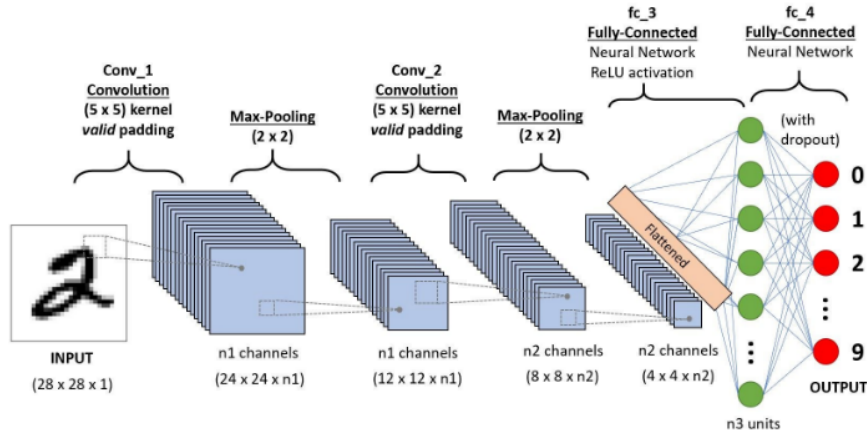 fc_3
Fully-Connected
Neural Network
ReLU activation
fc_4
Fully-Connected
Neural Network
Conv_1
Convolution
(5 x 5) kernel
valid padding
Max-Pooling
(2 x 2)
Conv_2
Convolution
(5 x 5) kernel
valid padding
Max-Pooling
(2 x 2)
(with
dropout)
Flattened
0
1
2
9
INPUT
(28 x 28 x 1)
n1 channels
(24 x 24 x n1)
n1 channels
(12 x 12 x n1)
n2 channels
(8 x 8 x n2)
n2 channels
(4 x 4 x n2)
OUTPUT
n3 units